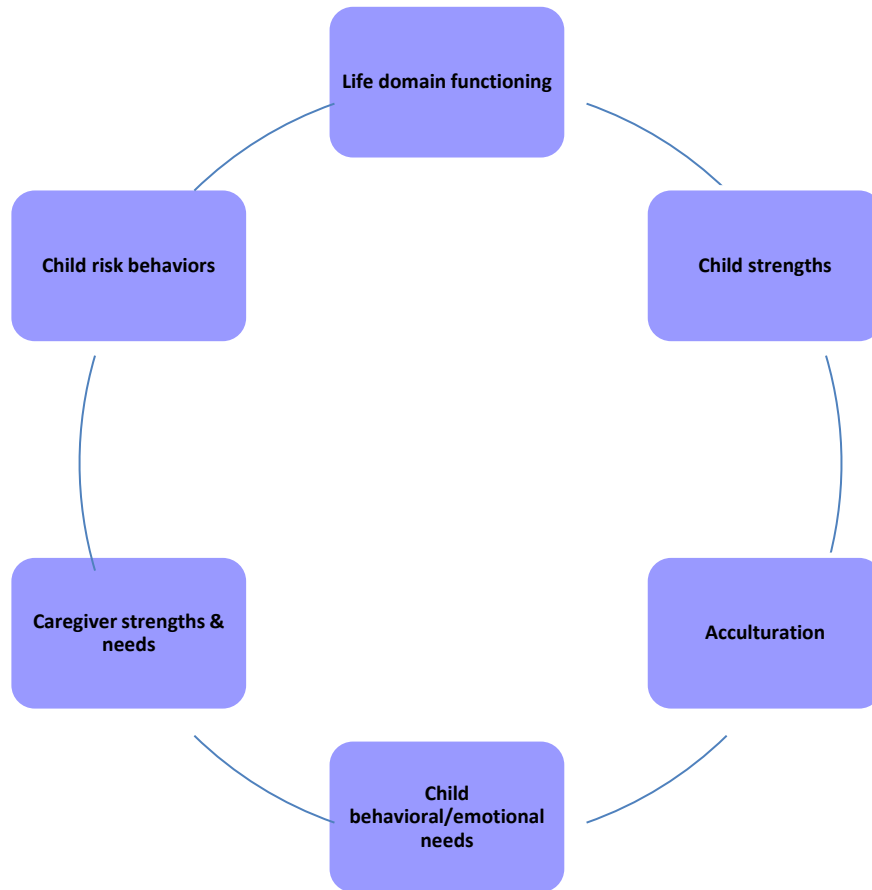 Life domain functioning
Child risk behaviors
Child strengths
Caregiver strengths &
needs
Acculturation
Child
behavioral/emotional
needs